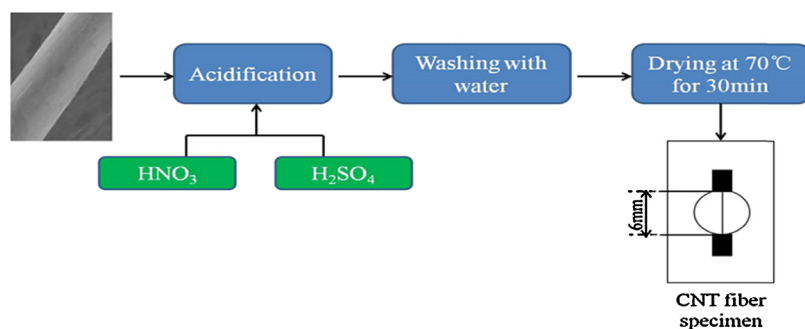 Acidification
Washing with
water
Drying at 70℃
for 30min
HNO₃
H₂SO₄
6mm
CNT fiber
specimen